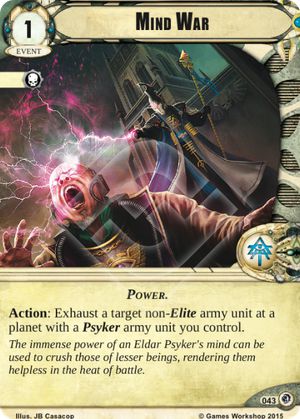 1
MIND WAR
EVENT
POWER.
Action: Exhaust a target non-Elite army unit at a
planet with a Psyker army unit you control.
The immense power of an Eldar Psyker's mind can be
used to crush those of lesser beings, rendering them
helpless in the heat of battle.
043
Illus. JB Casacop
© Games Workshop 2015